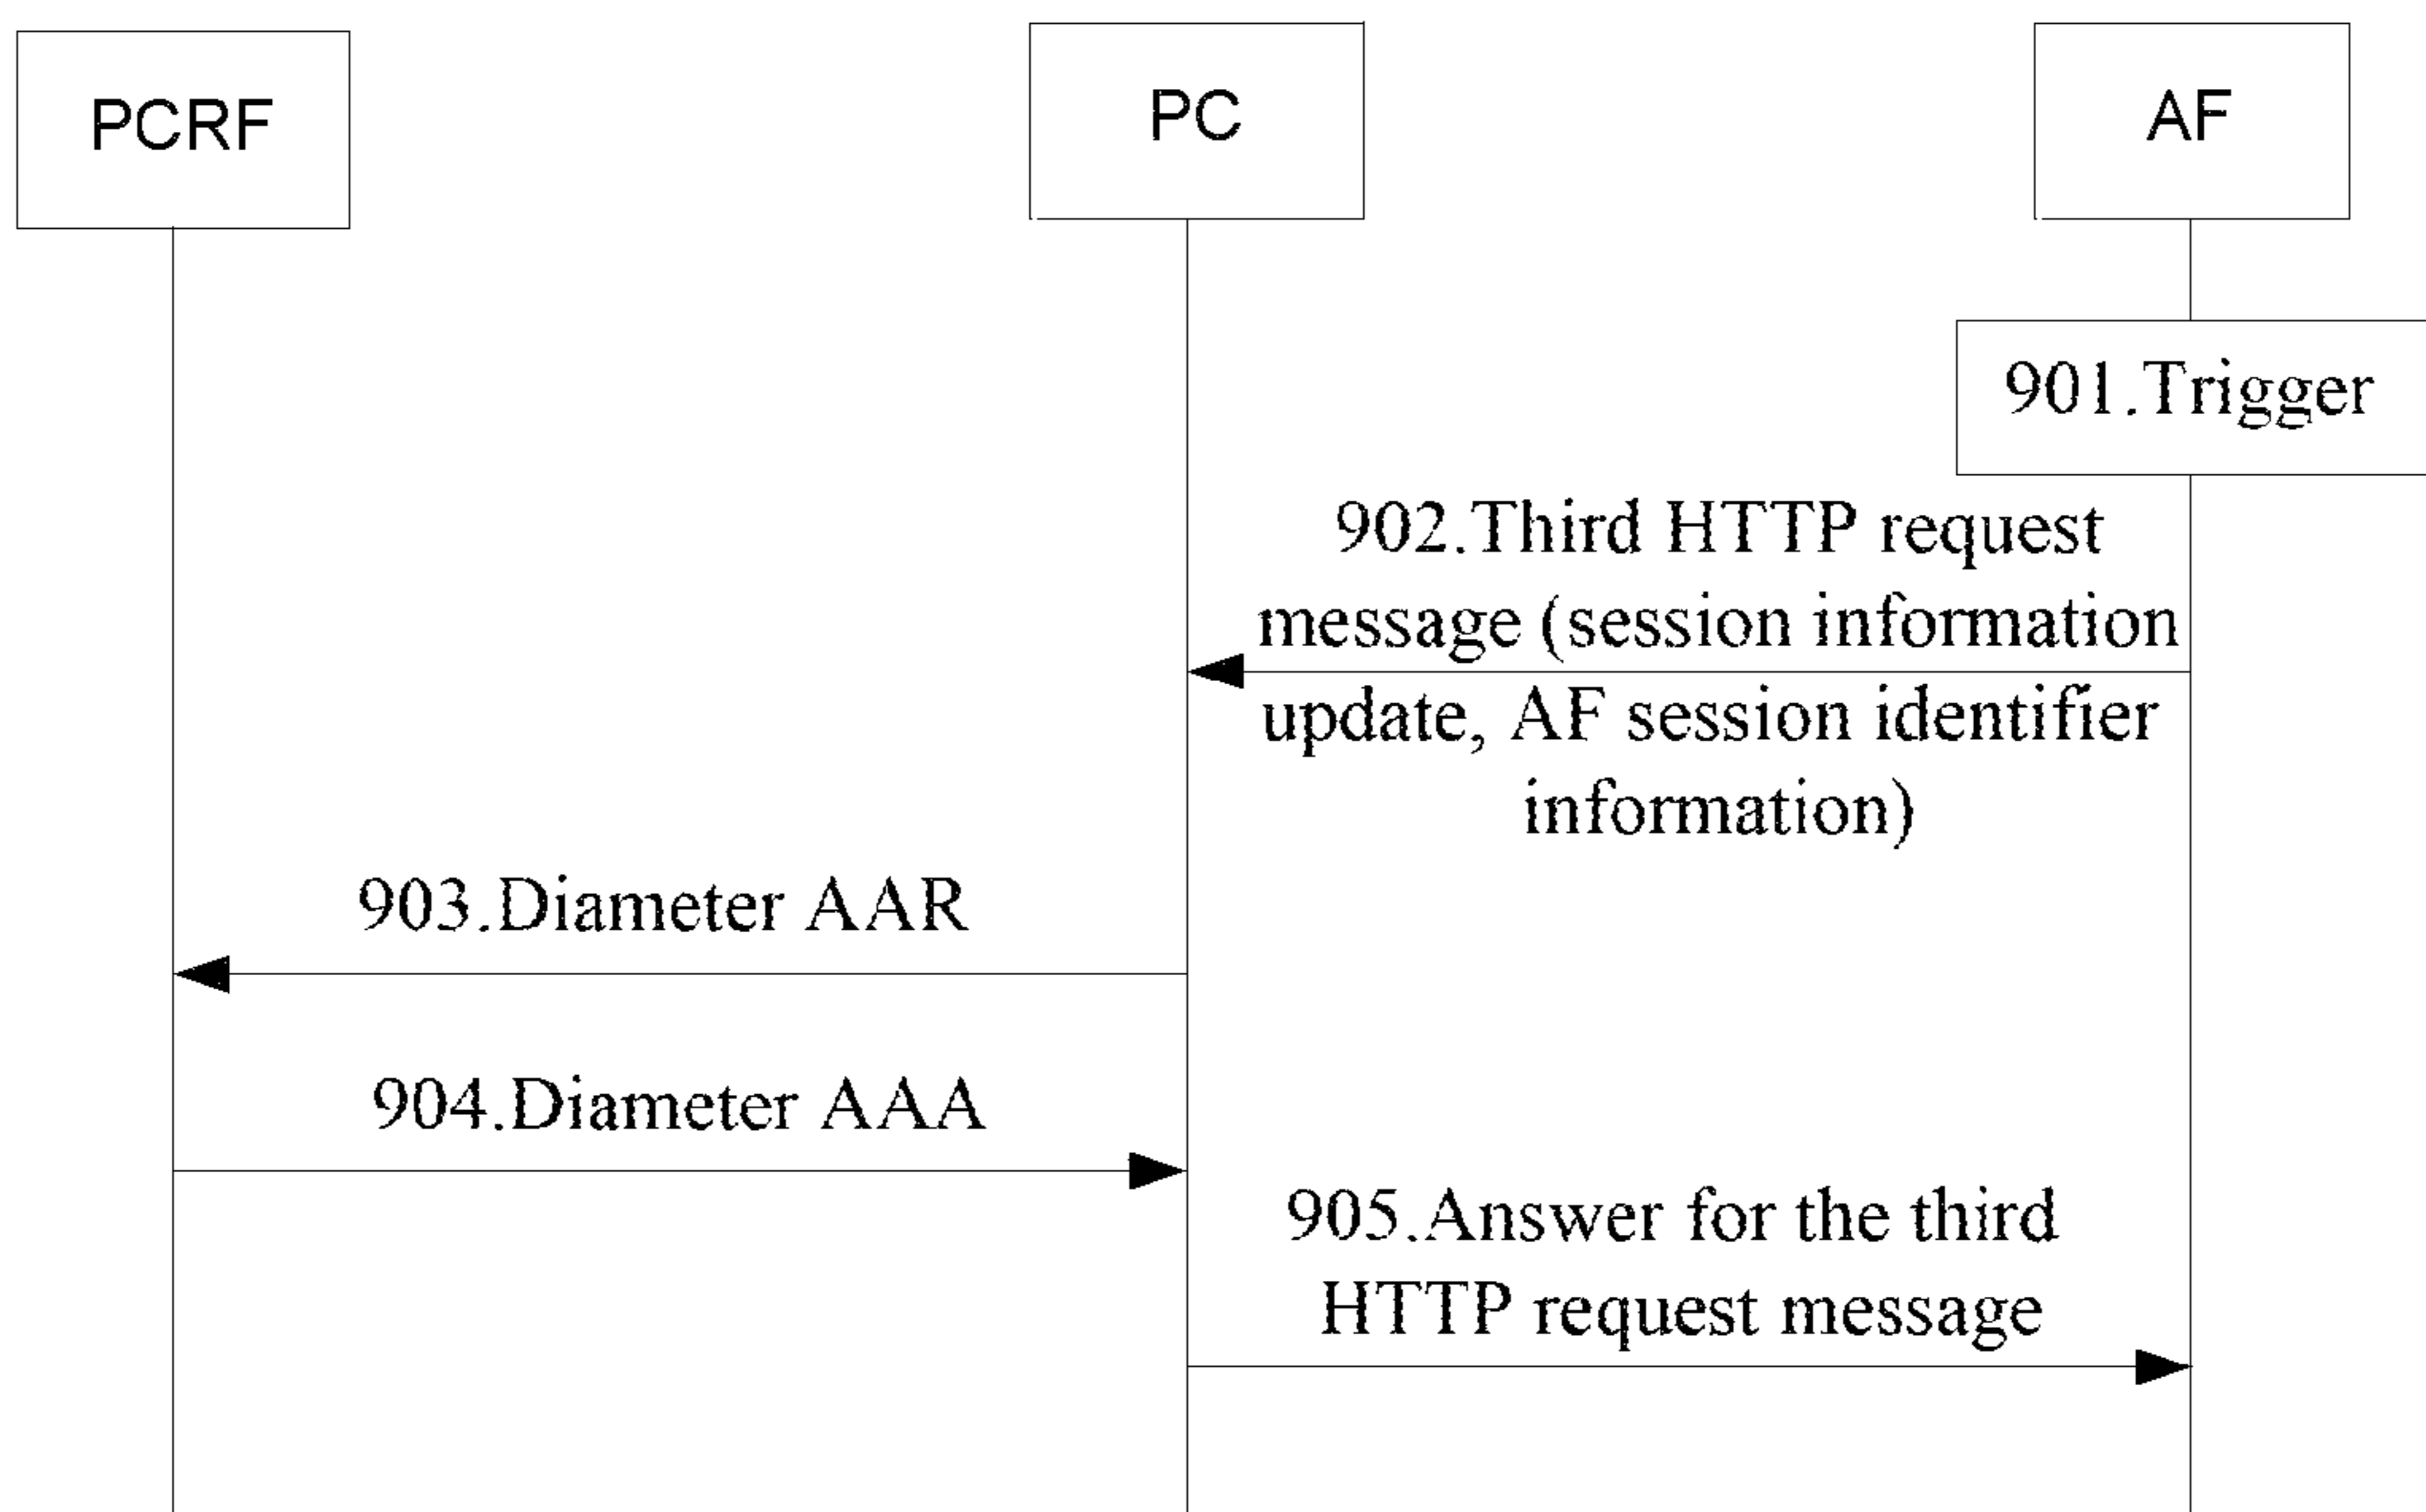 PCRF
PC
AF
901.Trigger
902.Third HTTP request
message (session information
update, AF session identifier
information)
903.Diameter AAR
904.Diameter AAA
905.Answer for the third
HTTP request message